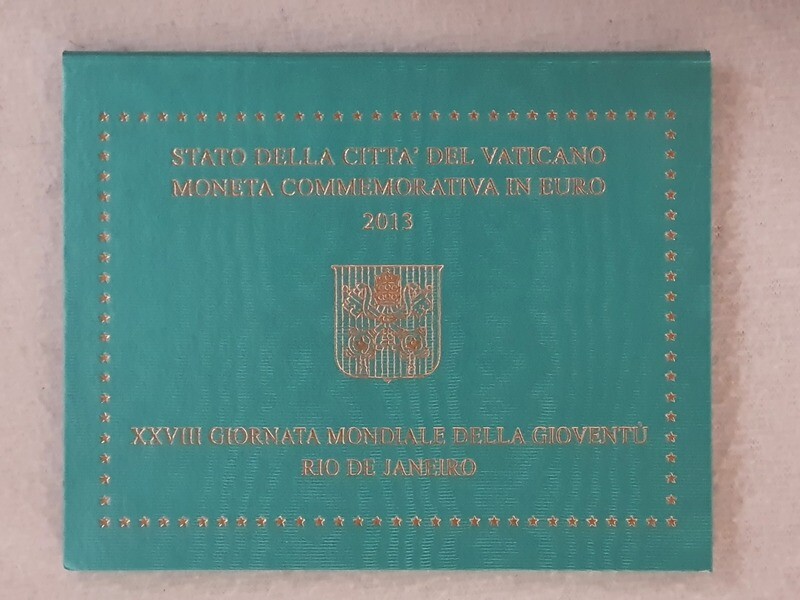 STATO DELLA CITTA' DEL VATICANO
MONETA COMMEMORATIVA IN EURO
2013
XXVIII GIORNATA MONDIALE DELLA GIOVENTÙ
RIO DE JANEIRO